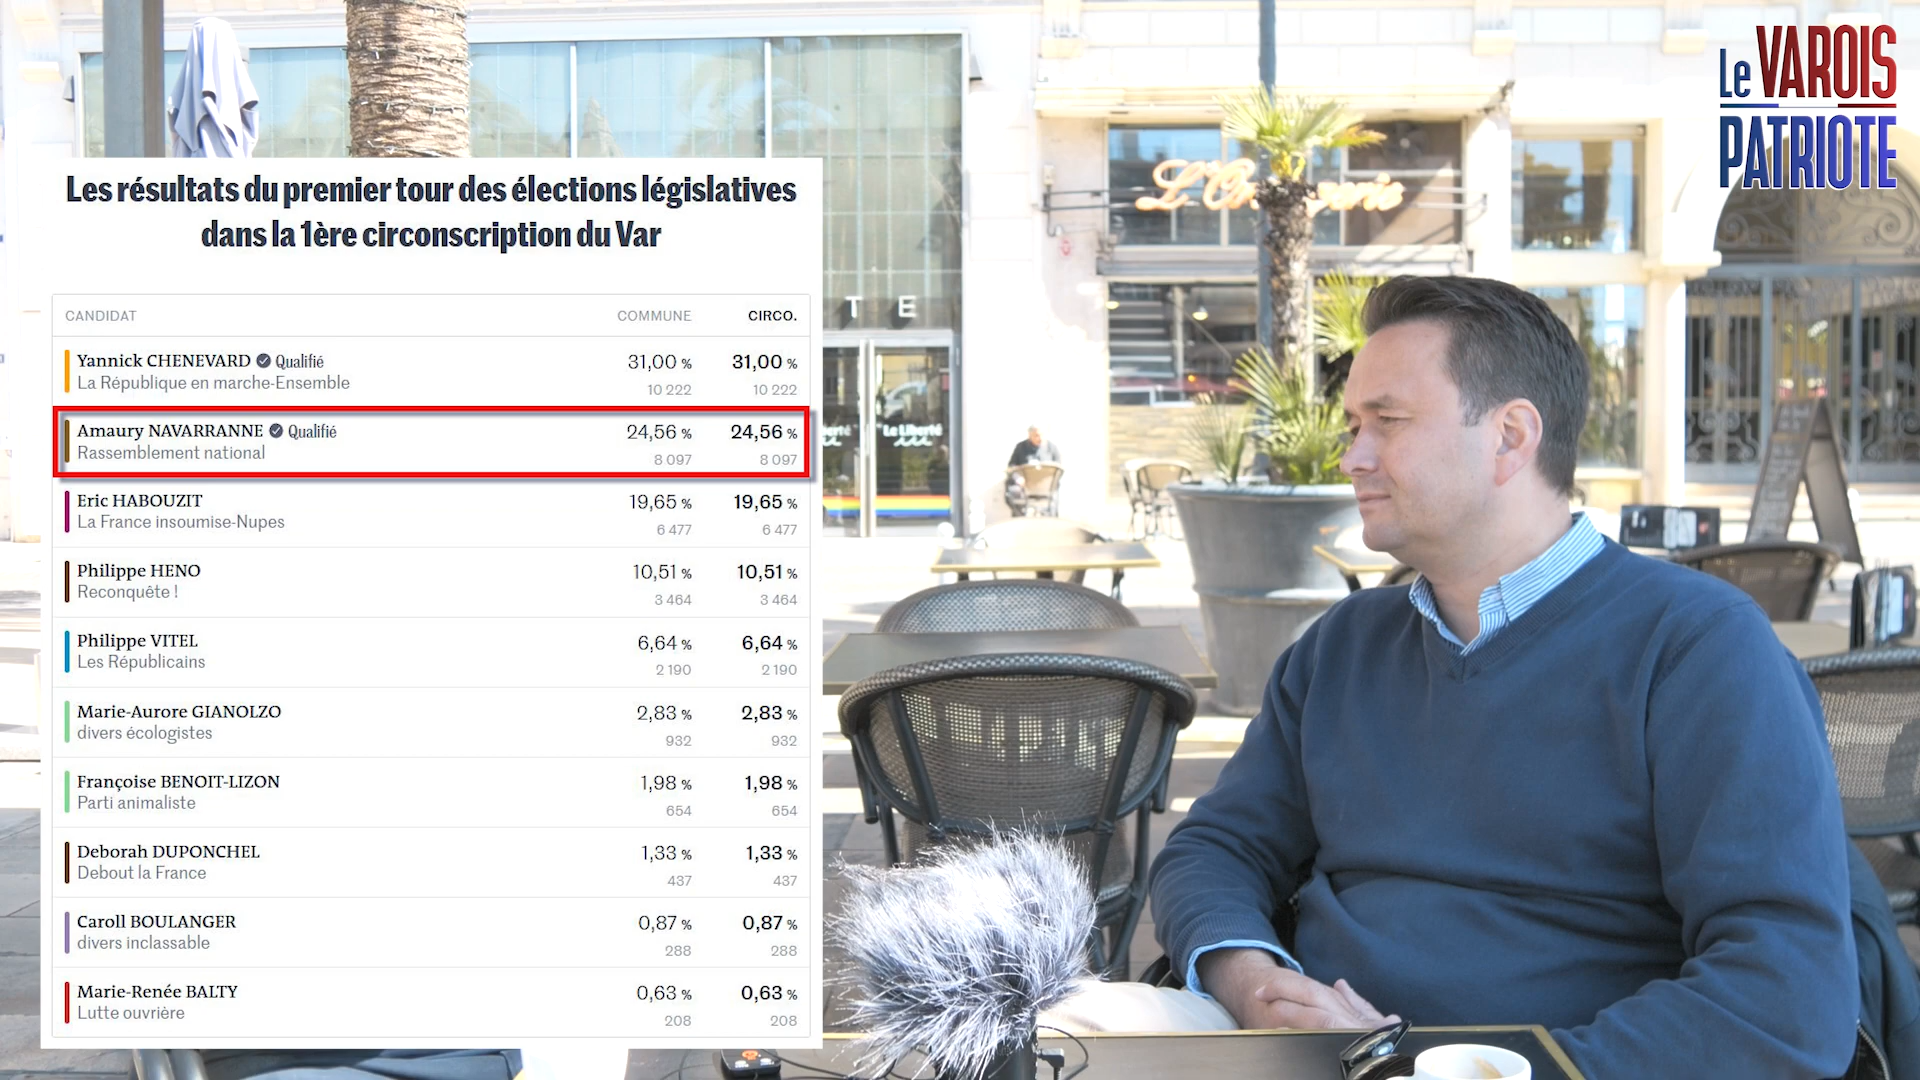 Le VAROIS
PATRIOTE
Les résultats du premier tour des élections législatives
dans la 1ère circonscription du Var
CANDIDAT COMMUNE CIRCO.
Yannick CHENEVARD Qualifié 31,00 % 31,00 %
La République en marche-Ensemble 10 222 10 222
Amaury NAVARRANNE Qualifié 24,56 % 24,56 %
Rassemblement national 8 097 8 097
Eric HABOUZIT 19,65 % 19,65 %
La France insoumise-Nupes 6 477 6 477
Philippe HENO 10,51 % 10,51 %
Reconquête ! 3 464 3 464
Philippe VITEL 6,64 % 6,64 %
Les Républicains 2 190 2 190
Marie-Aurore GIANOLZO 2,83 % 2,83 %
divers écologistes 932 932
Françoise BENOIT-LIZON 1,98 % 1,98 %
Parti animaliste 654 654
Deborah DUPONCHEL 1,33 % 1,33 %
Debout la France 437 437
Caroll BOULANGER 0,87 % 0,87 %
divers inclassable 288 288
Marie-Renée BALTY 0,63 % 0,63 %
Lutte ouvrière 208 208
T E
Le Liberté